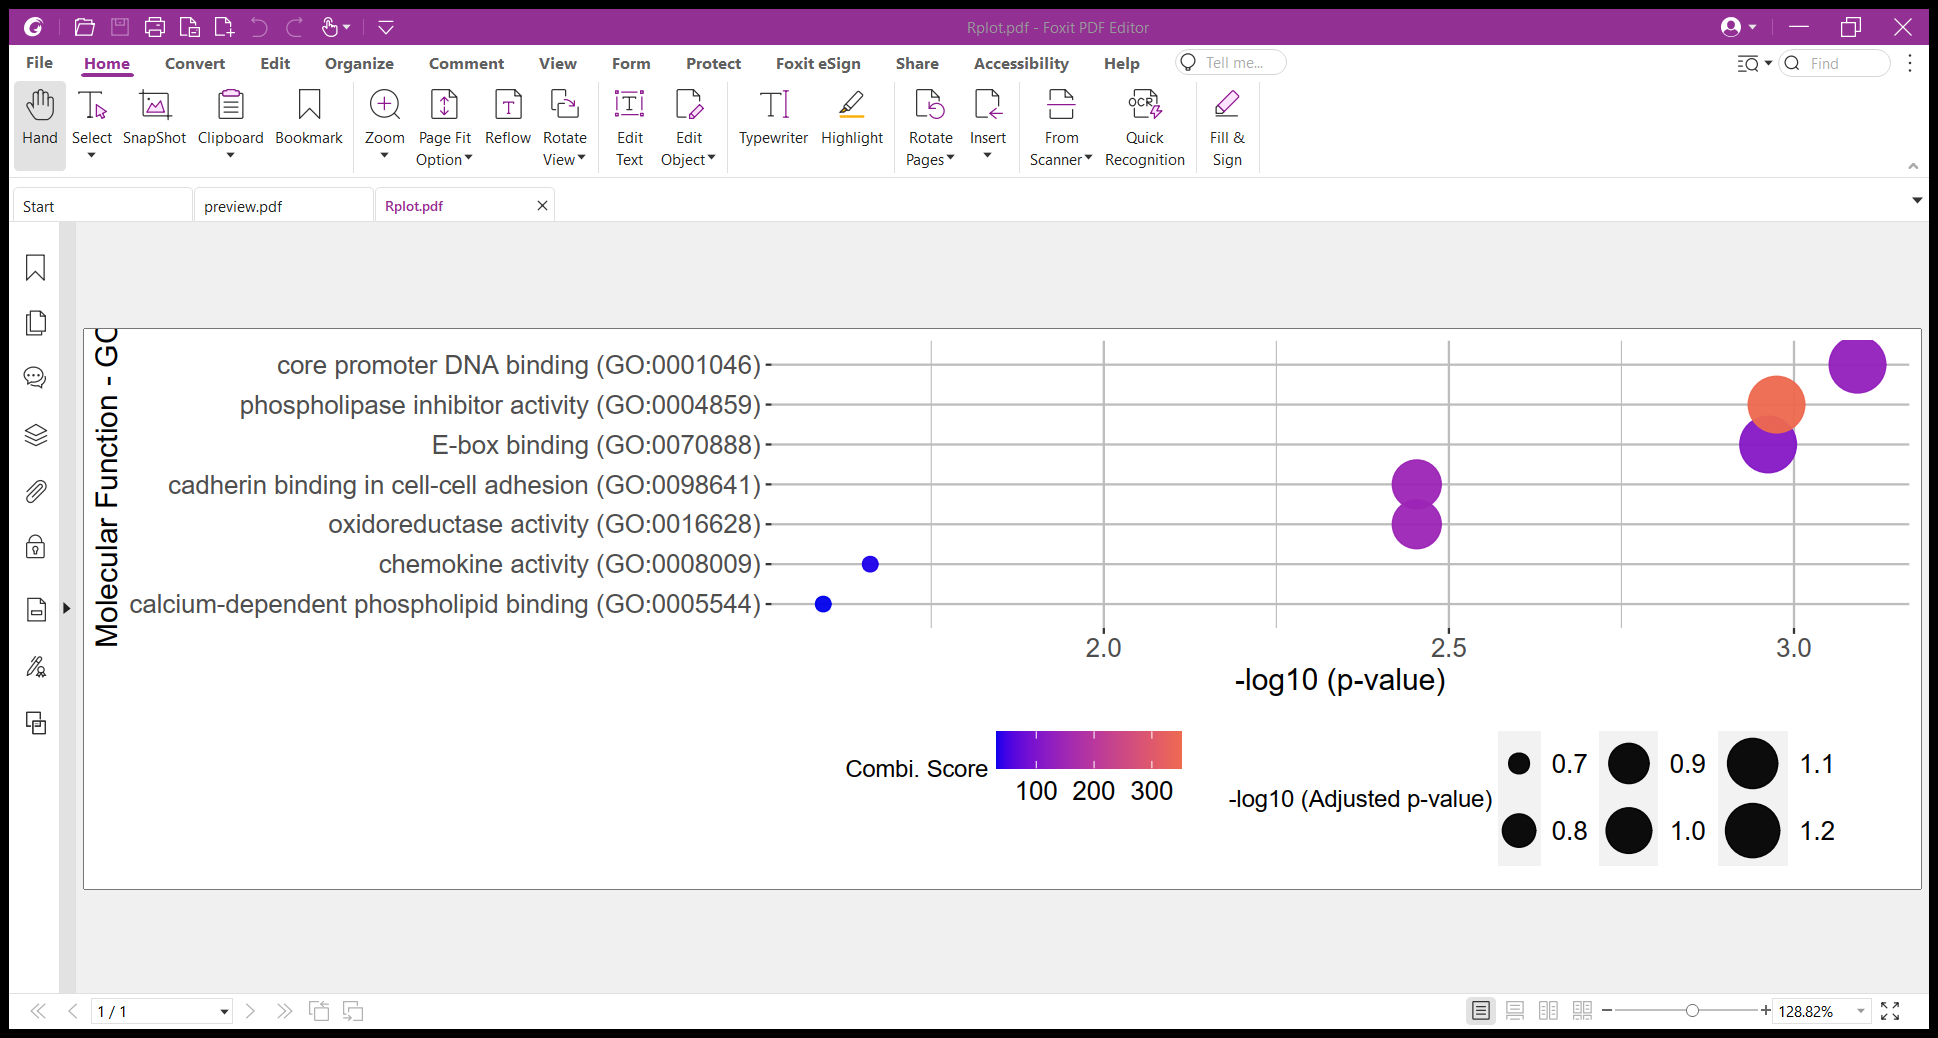 Rplot.pdf - Foxit PDF Editor
File Home Convert Edit Organize Comment View Form Protect Foxit eSign Share Accessibility Help Tell me... Find
Hand Select SnapShot Clipboard Bookmark Zoom Page Fit Option Reflow Rotate View Edit Text Edit Object Typewriter Highlight Rotate Pages Insert From Scanner OCR Quick Recognition Fill & Sign
Start preview.pdf Rplot.pdf
Molecular Function - GO
core promoter DNA binding (GO:0001046)
phospholipase inhibitor activity (GO:0004859)
E-box binding (GO:0070888)
cadherin binding in cell-cell adhesion (GO:0098641)
oxidoreductase activity (GO:0016628)
chemokine activity (GO:0008009)
calcium-dependent phospholipid binding (GO:0005544)
2.0 2.5 3.0
-log10 (p-value)
Combi. Score
100 200 300
-log10 (Adjusted p-value)
0.7 0.9 1.1
0.8 1.0 1.2
1 / 1
128.82%